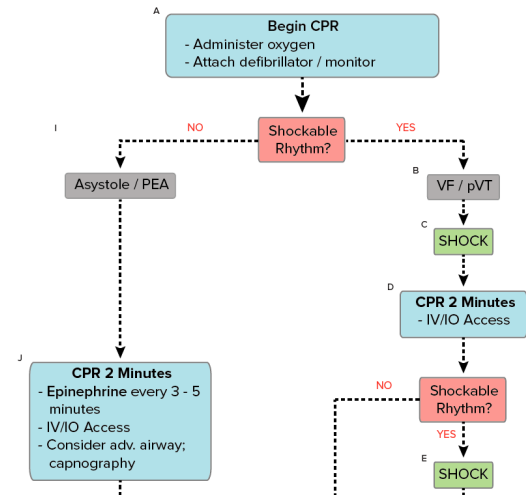 A
Begin CPR
- Administer oxygen
- Attach defibrillator / monitor
I
NO
Shockable
Rhythm?
YES
Asystole / PEA
B
VF / pVT
C
SHOCK
D
CPR 2 Minutes
- IV/IO Access
J
CPR 2 Minutes
- Epinephrine every 3 - 5
minutes
- IV/IO Access
- Consider adv. airway;
capnography
NO
Shockable
Rhythm?
YES
E
SHOCK